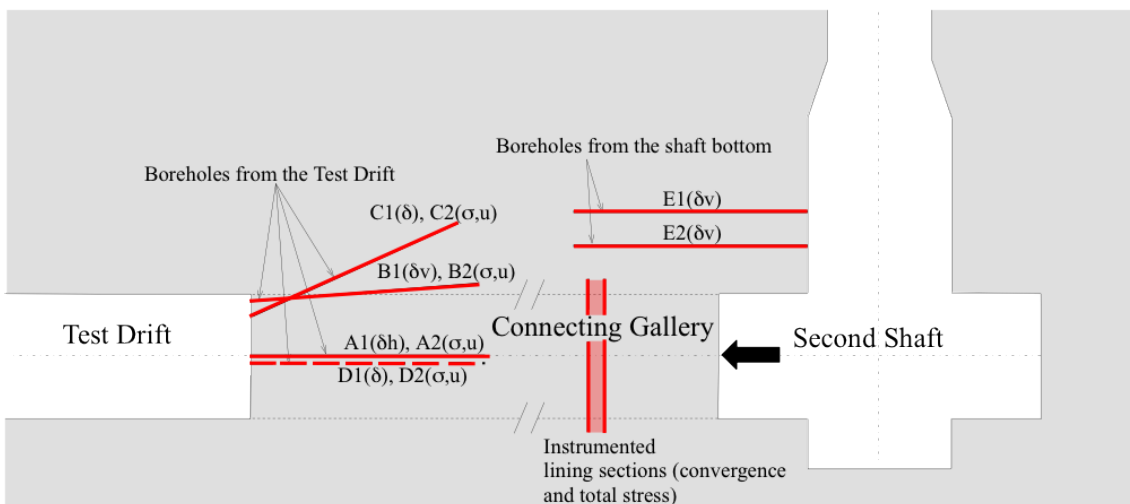 Boreholes from the shaft bottom
Boreholes from the Test Drift
E1(δv)
C1(δ), C2(σ,u)
E2(δv)
B1(δv), B2(σ,u)
Test Drift
Connecting Gallery
Second Shaft
A1(δh), A2(σ,u)
D1(δ), D2(σ,u)
Instrumented
lining sections (convergence
and total stress)